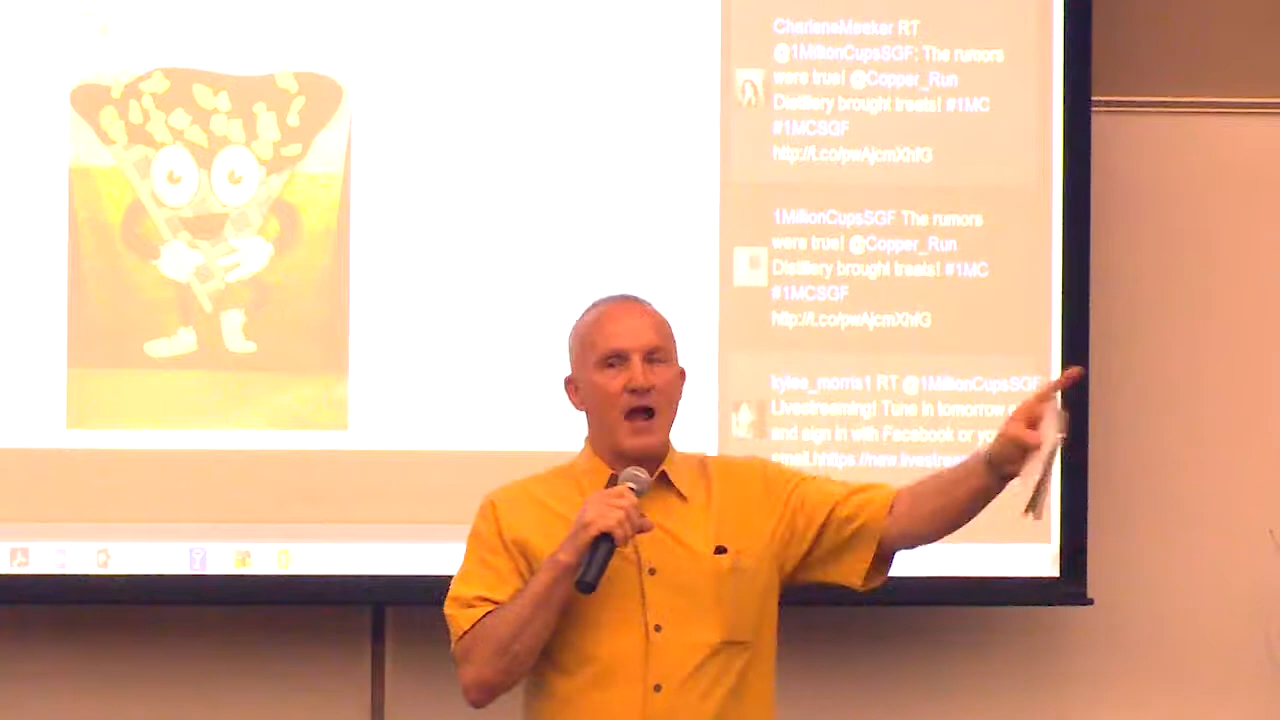 CharleneMeeker RT
@1MillionCupsSGF: The rumors
were true! @Copper_Run
Distillery brought treats! #1MC
#1MCSGF
http://t.co/pwAjcmXhfG
1MillionCupsSGF The rumors
were true! @Copper_Run
Distillery brought treats! #1MC
#1MCSGF
http://t.co/pwAjcmXhfG
kylee_morris1 RT @1MillionCupsSGF
Livestreaming! Tune in tomorrow
and sign in with Facebook or